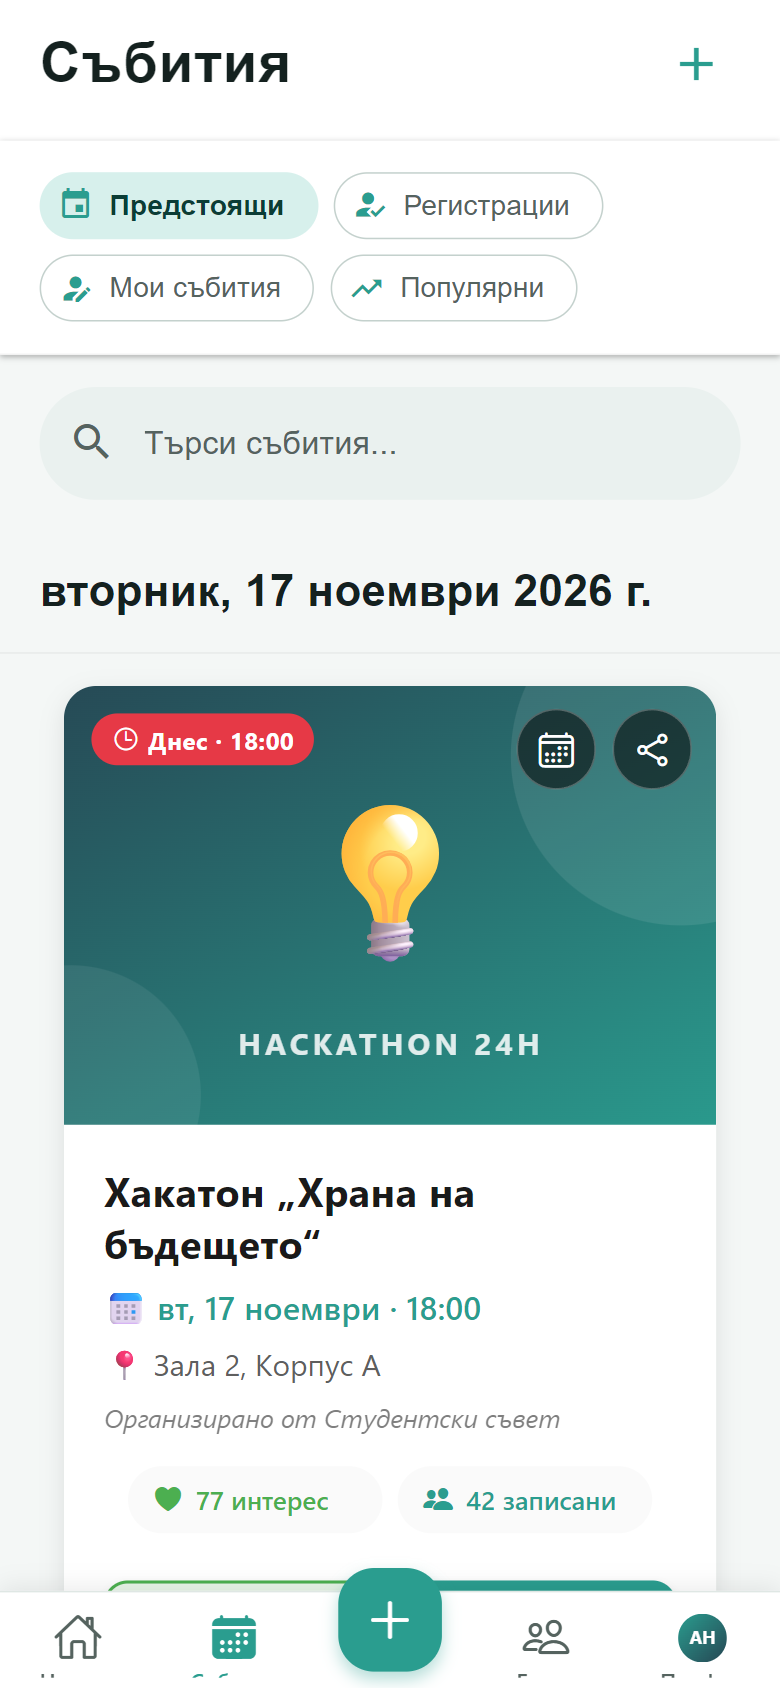 Събития
Предстоящи
Регистрации
Мои събития
Популярни
Търси събития...
вторник, 17 ноември 2026 г.
Днес · 18:00
HACKATHON 24H
Хакатон „Храна на
бъдещето“
вт, 17 ноември · 18:00
Зала 2, Корпус А
Организирано от Студентски съвет
77 интерес
42 записани
АН